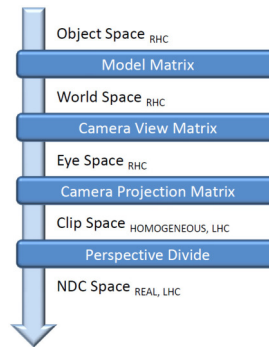 Object Space RHC
Model Matrix
World Space RHC
Camera View Matrix
Eye Space RHC
Camera Projection Matrix
Clip Space HOMOGENEOUS, LHC
Perspective Divide
NDC Space REAL, LHC